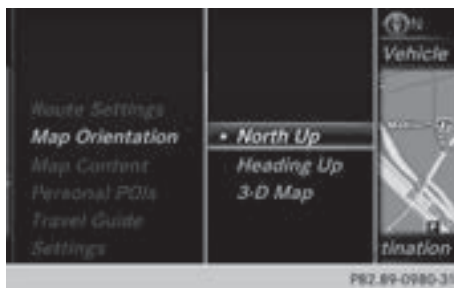 N
Vehicle
Route Settings
Map Orientation
• North Up
Map Content
Heading Up
Personal POIs
3-D Map
Travel Guide
Settings
tination
P82.89-0980-31